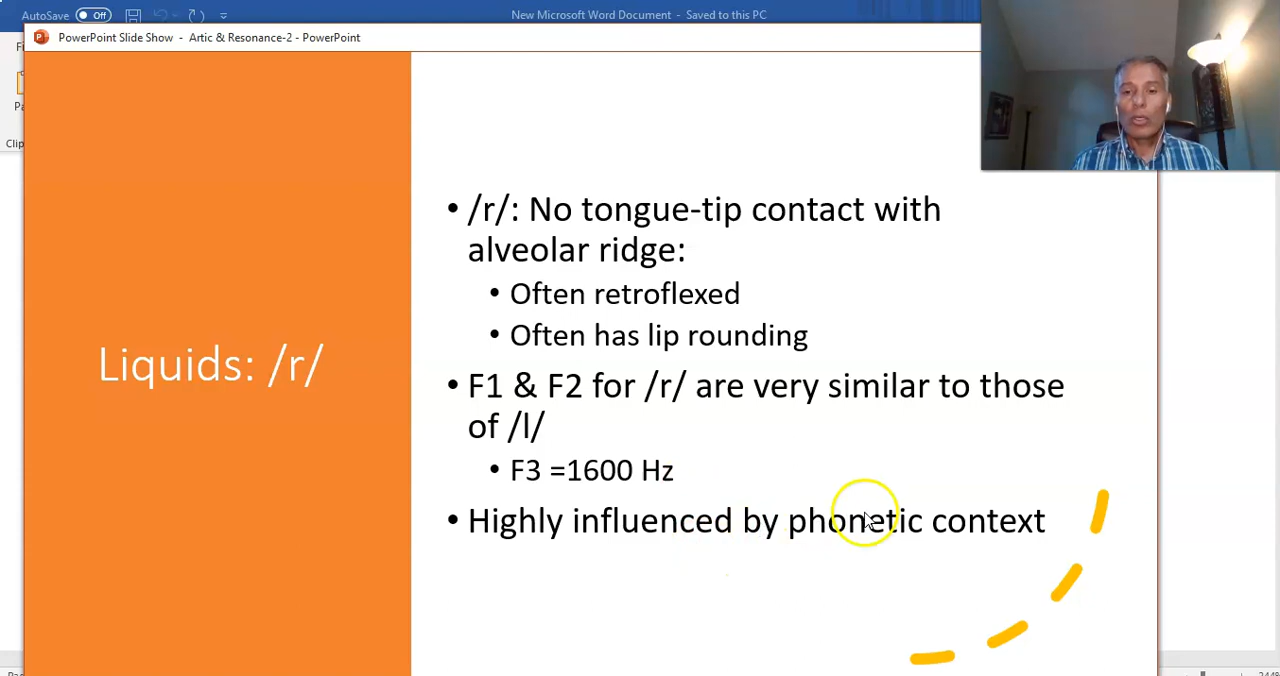 AutoSave Off
New Microsoft Word Document - Saved to this PC
PowerPoint Slide Show - Artic & Resonance-2 - PowerPoint
Clip
Liquids: /r/
• /r/: No tongue-tip contact with
alveolar ridge:
• Often retroflexed
• Often has lip rounding
• F1 & F2 for /r/ are very similar to those
of /l/
• F3 =1600 Hz
• Highly influenced by phonetic context